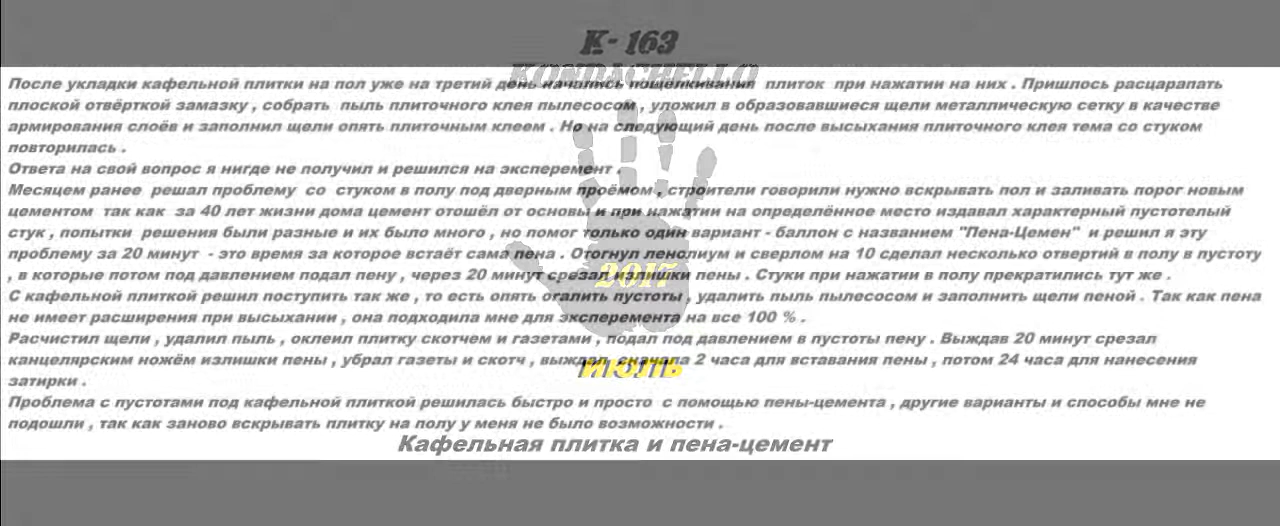 K- 163
KONDACHELLO
После укладки кафельной плитки на пол уже на третий день начались пощёлкивания плиток при нажатии на них . Пришлось расцарапать
плоской отвёрткой замазку , собрать пыль плиточного клея пылесосом , уложил в образовавшиеся щели металлическую сетку в качестве
армирования слоёв и заполнил щели опять плиточным клеем . Но на следующий день после высыхания плиточного клея тема со стуком
повторилась .
Ответа на свой вопрос я нигде не получил и решился на эксперемент .
Месяцем ранее решал проблему со стуком в полу под дверным проёмом , строители говорили нужно вскрывать пол и заливать порог новым
цементом так как за 40 лет жизни дома цемент отошёл от основы и при нажатии на определённое место издавал характерный пустотелый
стук , попытки решения были разные и их было много , но помог только один вариант - баллон с названием "Пена-Цемен" и решил я эту
проблему за 20 минут - это время за которое встаёт сама пена . Отогнул ленолиум и сверлом на 10 сделал несколько отвертий в полу в пустоту
, в которые потом под давлением подал пену , через 20 минут срезал излишки пены . Стуки при нажатии в полу прекратились тут же .
2017
С кафельной плиткой решил поступить так же , то есть опять оголить пустоты , удалить пыль пылесосом и заполнить щели пеной . Так как пена
не имеет расширения при высыхании , она подходила мне для эксперемента на все 100 % .
Расчистил щели , удалил пыль , оклеил плитку скотчем и газетами , подал под давлением в пустоты пену . Выждав 20 минут срезал
канцелярским ножём излишки пены , убрал газеты и скотч , выждал сначала 2 часа для вставания пены , потом 24 часа для нанесения
июль
затирки .
Проблема с пустотами под кафельной плиткой решилась быстро и просто с помощью пены-цемента , другие варианты и способы мне не
подошли , так как заново вскрывать плитку на полу у меня не было возможности .
Кафельная плитка и пена-цемент